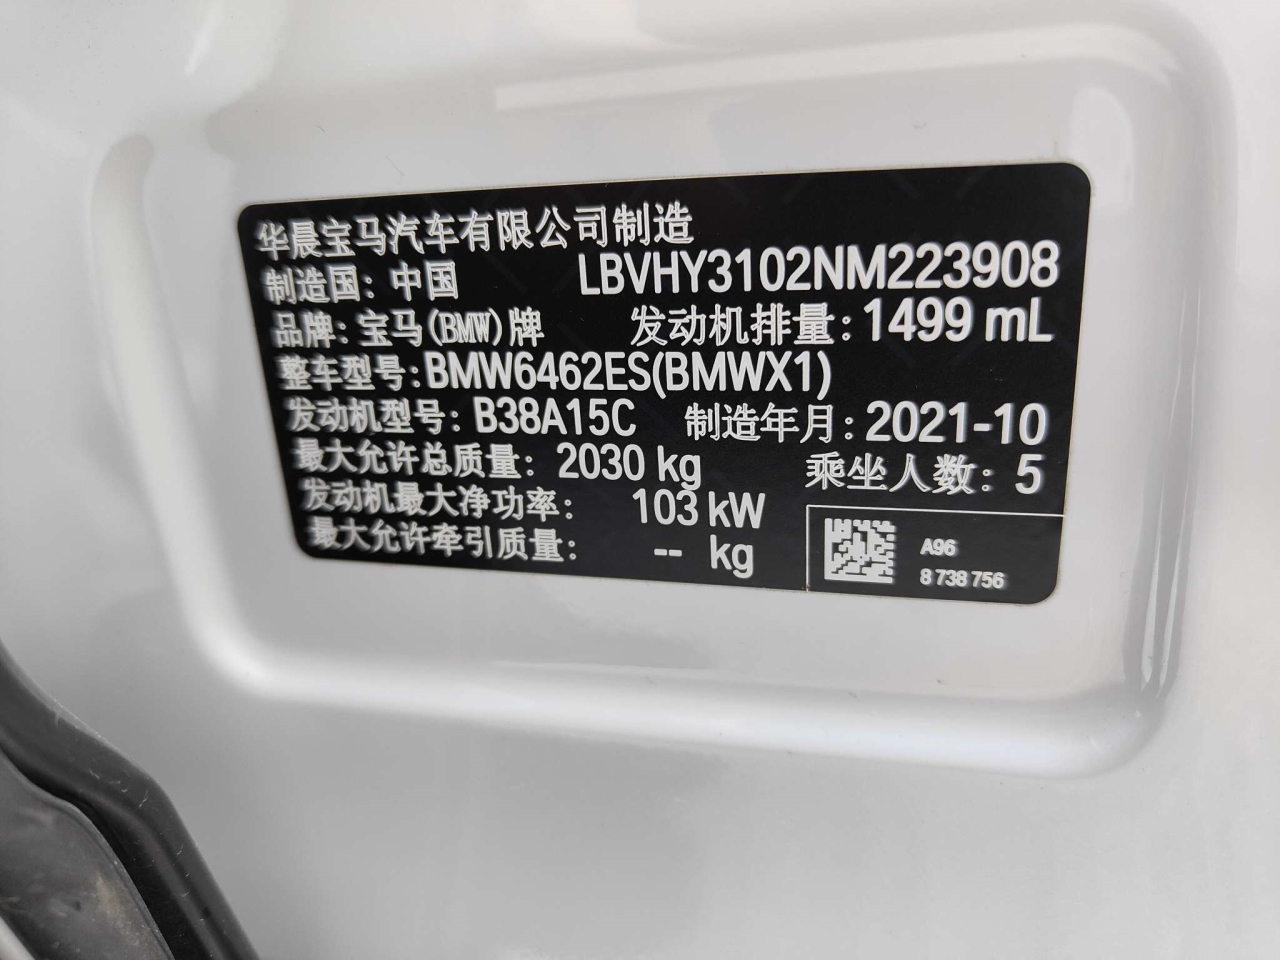 华晨宝马汽车有限公司制造
制造国：中国 LBVHY3102NM223908
品牌：宝马(BMW)牌 发动机排量：1499 mL
整车型号：BMW6462ES(BMWX1)
发动机型号：B38A15C 制造年月：2021-10
最大允许总质量：2030 kg 乘坐人数：5
发动机最大净功率：103 kW
最大允许牵引质量：-- kg
A96
8 738 756